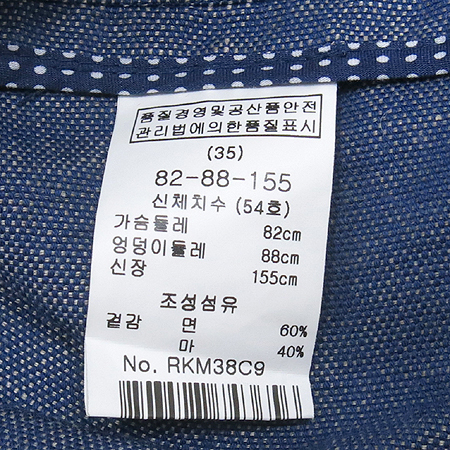 품질경영및공산품안전
관리법에의한품질표시
(35)
82-88-155
신체치수 (54호)
가슴둘레 82cm
엉덩이둘레 88cm
신장 155cm
조성섬유
겉감 면 60%
마 40%
No. RKM38C9